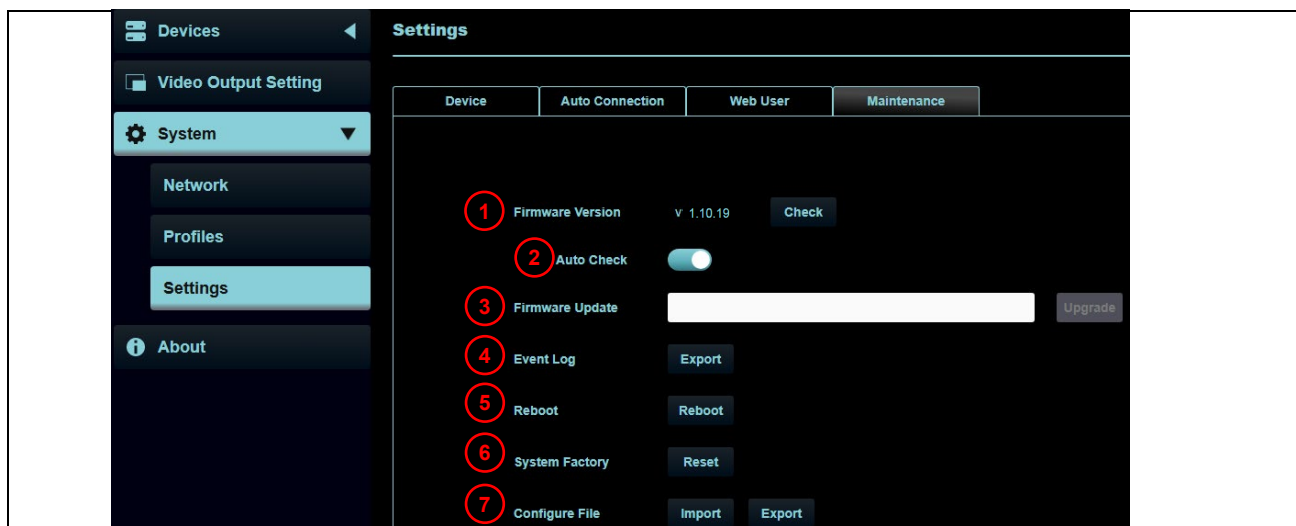 Devices
Video Output Setting
System
Network
Profiles
Settings
About
Settings
Device Auto Connection Web User Maintenance
1 Firmware Version v 1.10.19 Check
2 Auto Check
3 Firmware Update Upgrade
4 Event Log Export
5 Reboot Reboot
6 System Factory Reset
7 Configure File Import Export